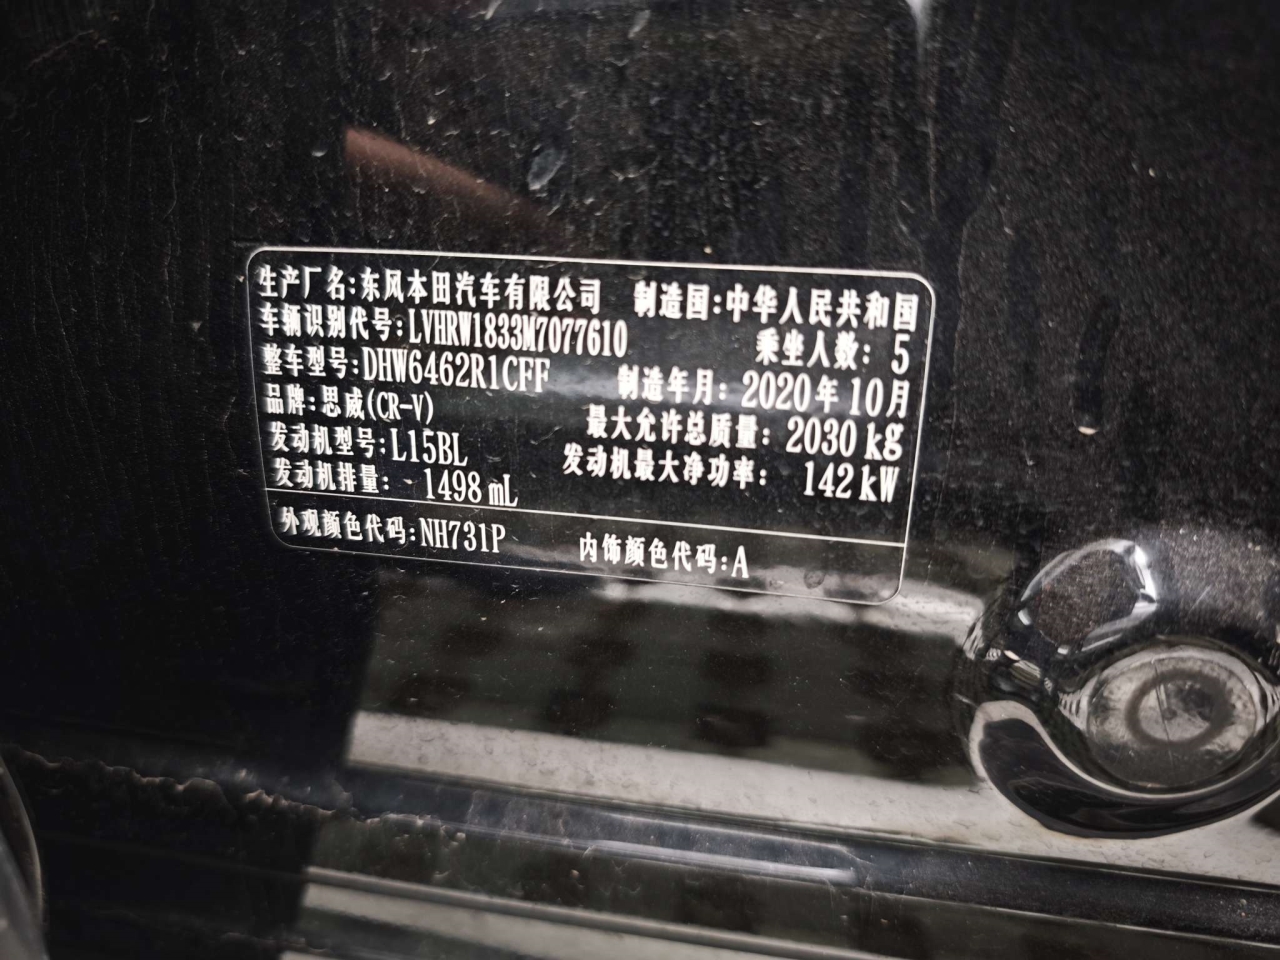 生产厂名:东风本田汽车有限公司 制造国:中华人民共和国
车辆识别代号:LVHRW1833M7077610 乘坐人数: 5
整车型号:DHW6462R1CFF 制造年月: 2020年10月
品牌:思威(CR-V) 最大允许总质量: 2030 kg
发动机型号:L15BL 发动机最大净功率: 142 kW
发动机排量: 1498 mL
外观颜色代码:NH731P 内饰颜色代码:A